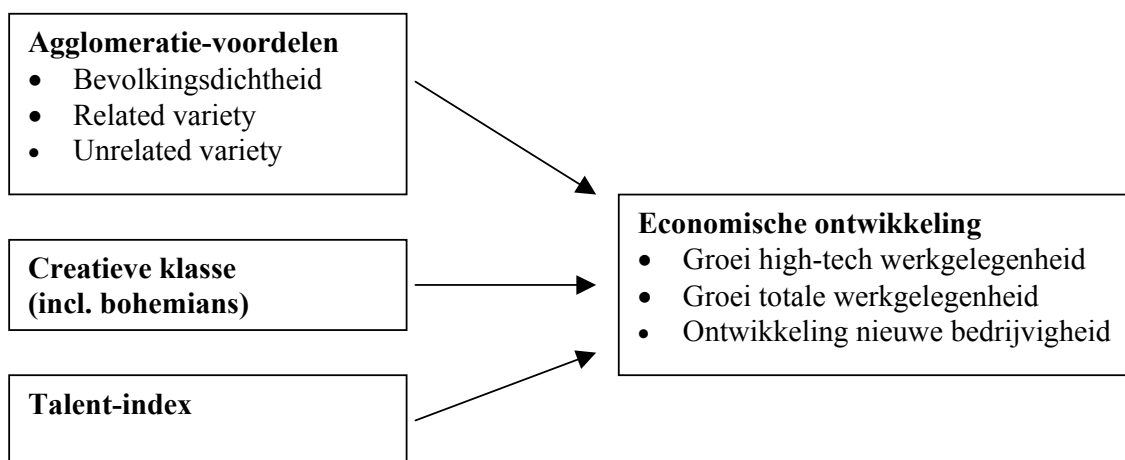 Agglomeratie-voordelen
• Bevolkingsdichtheid
• Related variety
• Unrelated variety
Creatieve klasse
(incl. bohemians)
Talent-index
Economische ontwikkeling
• Groei high-tech werkgelegenheid
• Groei totale werkgelegenheid
• Ontwikkeling nieuwe bedrijvigheid